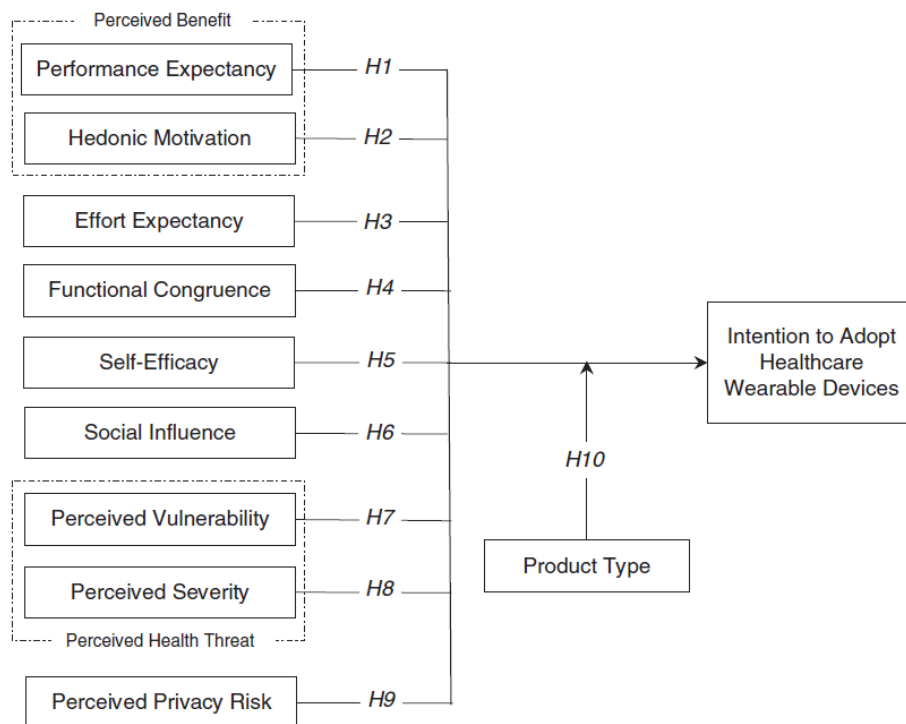 Perceived Benefit
Performance Expectancy
H1
Hedonic Motivation
H2
Effort Expectancy
H3
Functional Congruence
H4
Self-Efficacy
H5
Social Influence
H6
Perceived Vulnerability
H7
Perceived Severity
H8
Perceived Health Threat
Perceived Privacy Risk
H9
Intention to Adopt
Healthcare
Wearable Devices
H10
Product Type